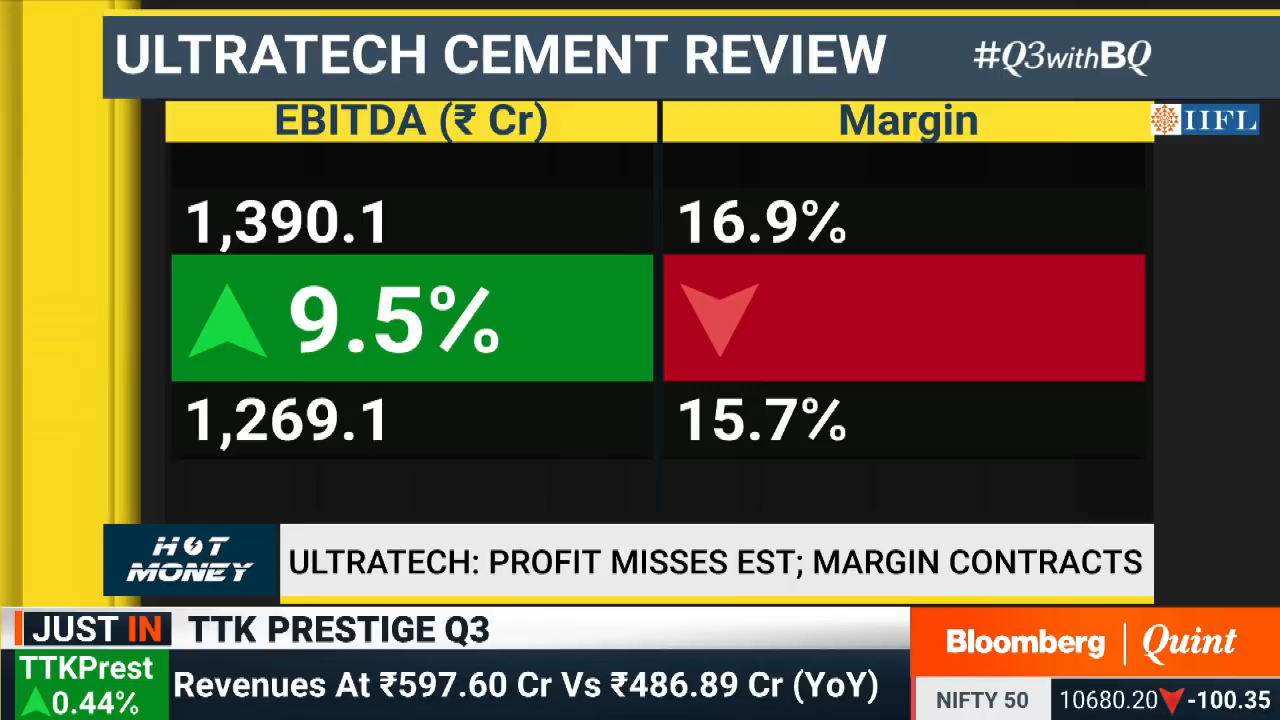 ULTRATECH CEMENT REVIEW
#Q3withBQ
EBITDA (₹ Cr)
Margin
IIFL
1,390.1
16.9%
9.5%
1,269.1
15.7%
HOT MONEY
ULTRATECH: PROFIT MISSES EST; MARGIN CONTRACTS
JUST IN
TTK PRESTIGE Q3
TTKPrest
0.44%
Revenues At ₹597.60 Cr Vs ₹486.89 Cr (YoY)
Bloomberg | Quint
NIFTY 50
10680.20 -100.35